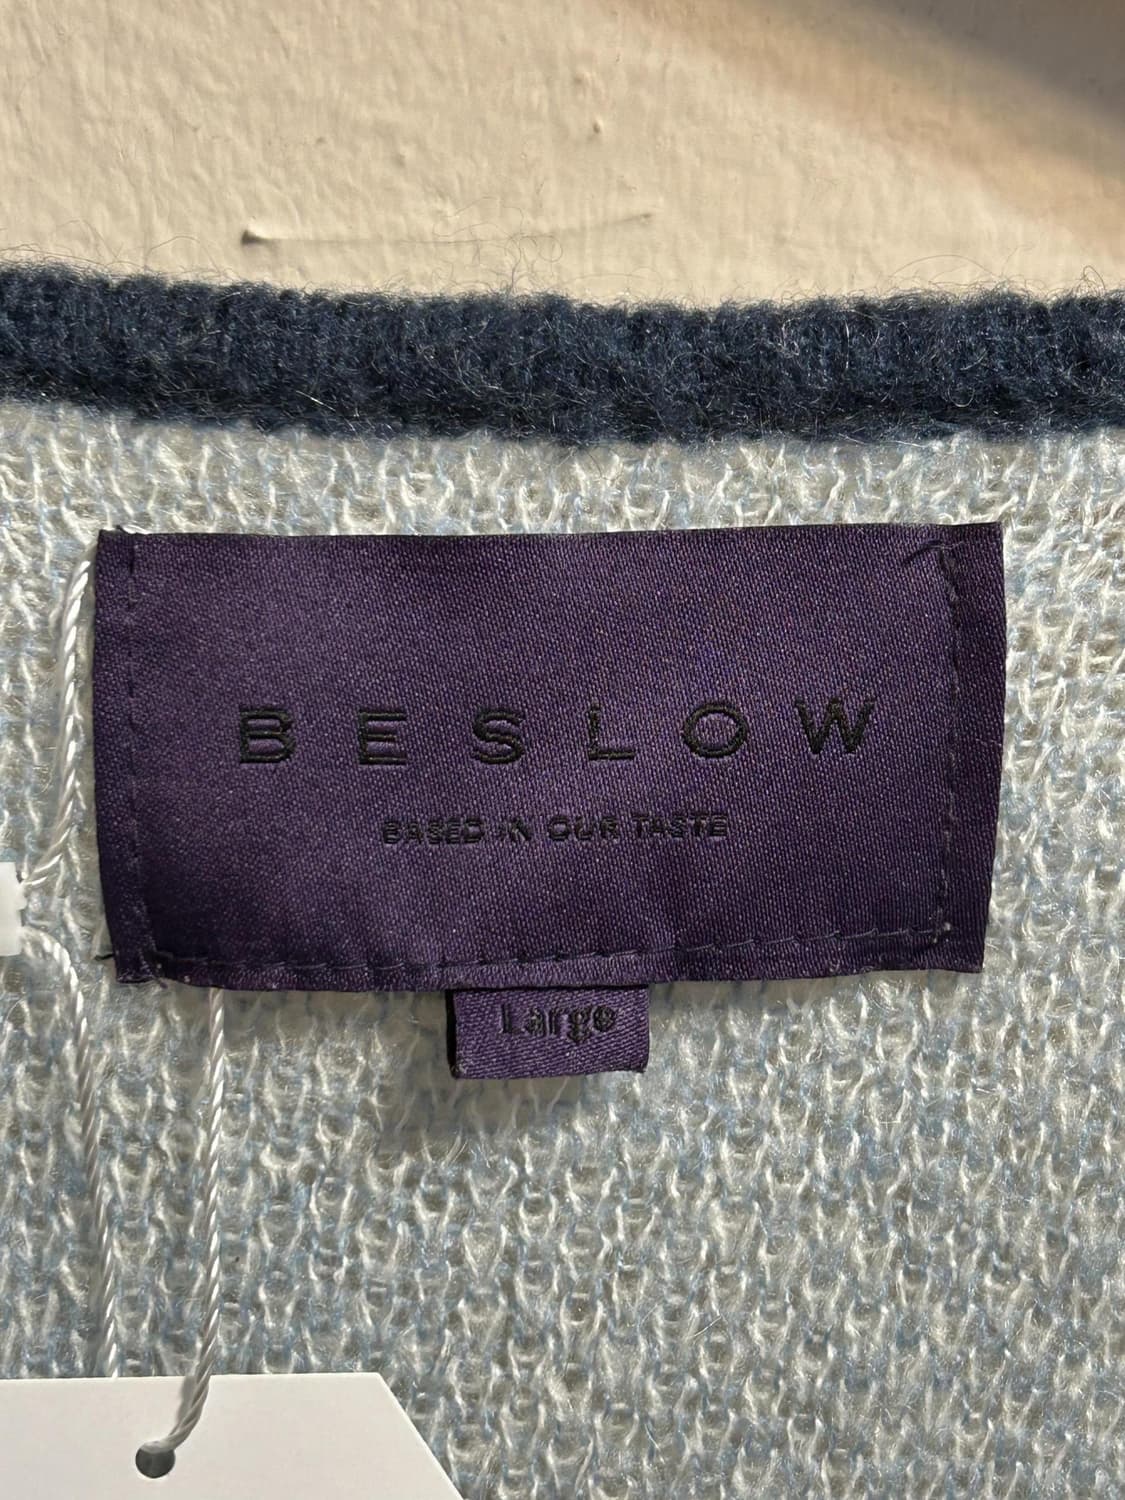 BESLOW
BASED IN OUR TASTE
Large